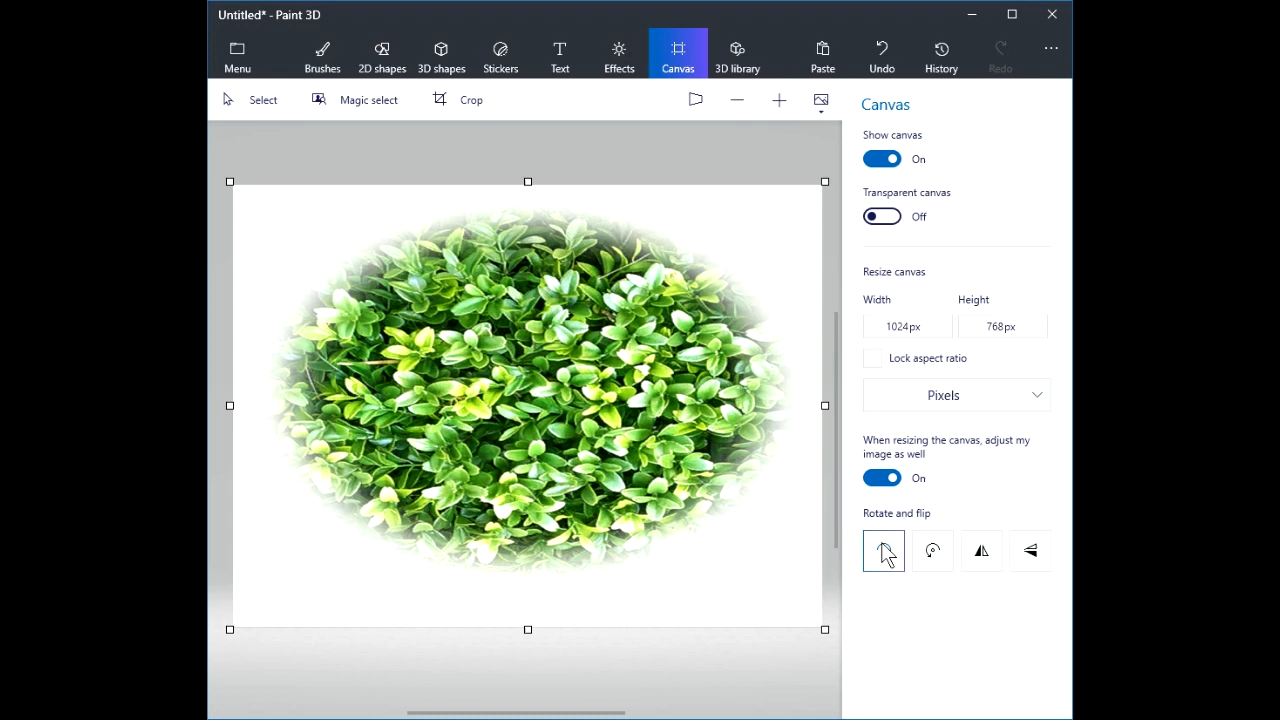 Untitled* - Paint 3D
Menu Brushes 2D shapes 3D shapes Stickers Text Effects Canvas 3D library Paste Undo History Redo
Select Magic select Crop
Canvas
Show canvas
On
Transparent canvas
Off
Resize canvas
Width Height
1024px 768px
Lock aspect ratio
Pixels
When resizing the canvas, adjust my
image as well
On
Rotate and flip